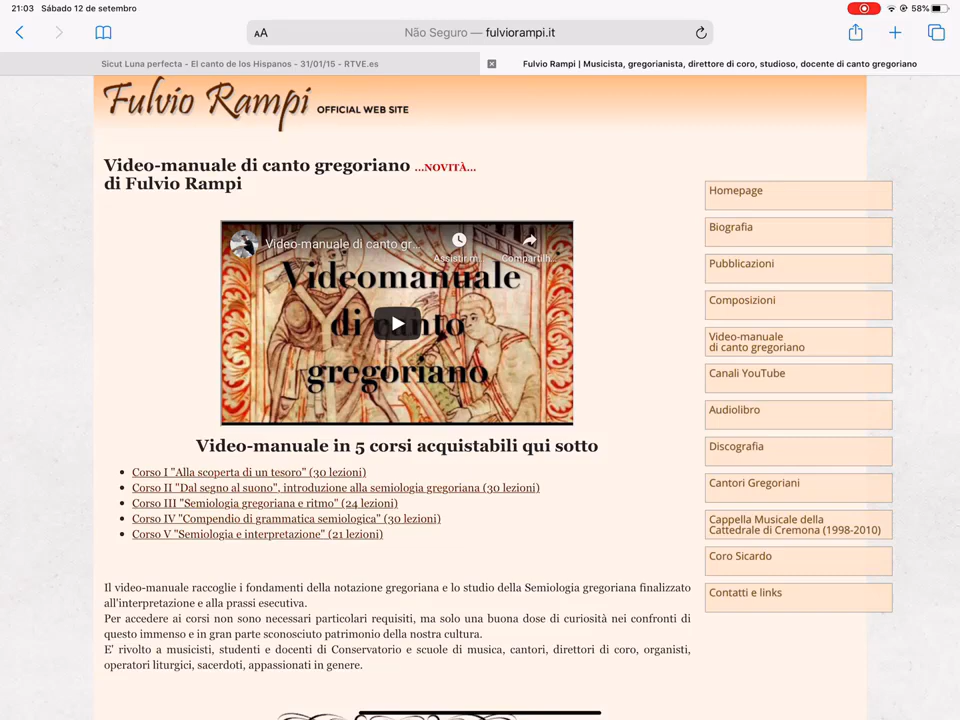 21:03 Sábado 12 de setembro
58%
AA
Não Seguro — fulviorampi.it
Sicut Luna perfecta - El canto de los Hispanos - 31/01/15 - RTVE.es
Fulvio Rampi | Musicista, gregorianista, direttore di coro, studioso, docente di canto gregoriano
Fulvio Rampi OFFICIAL WEB SITE
Video-manuale di canto gregoriano ...NOVITÀ...
di Fulvio Rampi
Video-manuale di canto gr...
Assistir m...
Compartilh...
Videomanuale
di canto
gregoriano
Video-manuale in 5 corsi acquistabili qui sotto
Corso I "Alla scoperta di un tesoro" (30 lezioni)
Corso II "Dal segno al suono", introduzione alla semiologia gregoriana (30 lezioni)
Corso III "Semiologia gregoriana e ritmo" (24 lezioni)
Corso IV "Compendio di grammatica semiologica" (30 lezioni)
Corso V "Semiologia e interpretazione" (21 lezioni)
Il video-manuale raccoglie i fondamenti della notazione gregoriana e lo studio della Semiologia gregoriana finalizzato
all'interpretazione e alla prassi esecutiva.
Per accedere ai corsi non sono necessari particolari requisiti, ma solo una buona dose di curiosità nei confronti di
questo immenso e in gran parte sconosciuto patrimonio della nostra cultura.
E' rivolto a musicisti, studenti e docenti di Conservatorio e scuole di musica, cantori, direttori di coro, organisti,
operatori liturgici, sacerdoti, appassionati in genere.
Homepage
Biografia
Pubblicazioni
Composizioni
Video-manuale
di canto gregoriano
Canali YouTube
Audiolibro
Discografia
Cantori Gregoriani
Cappella Musicale della
Cattedrale di Cremona (1998-2010)
Coro Sicardo
Contatti e links